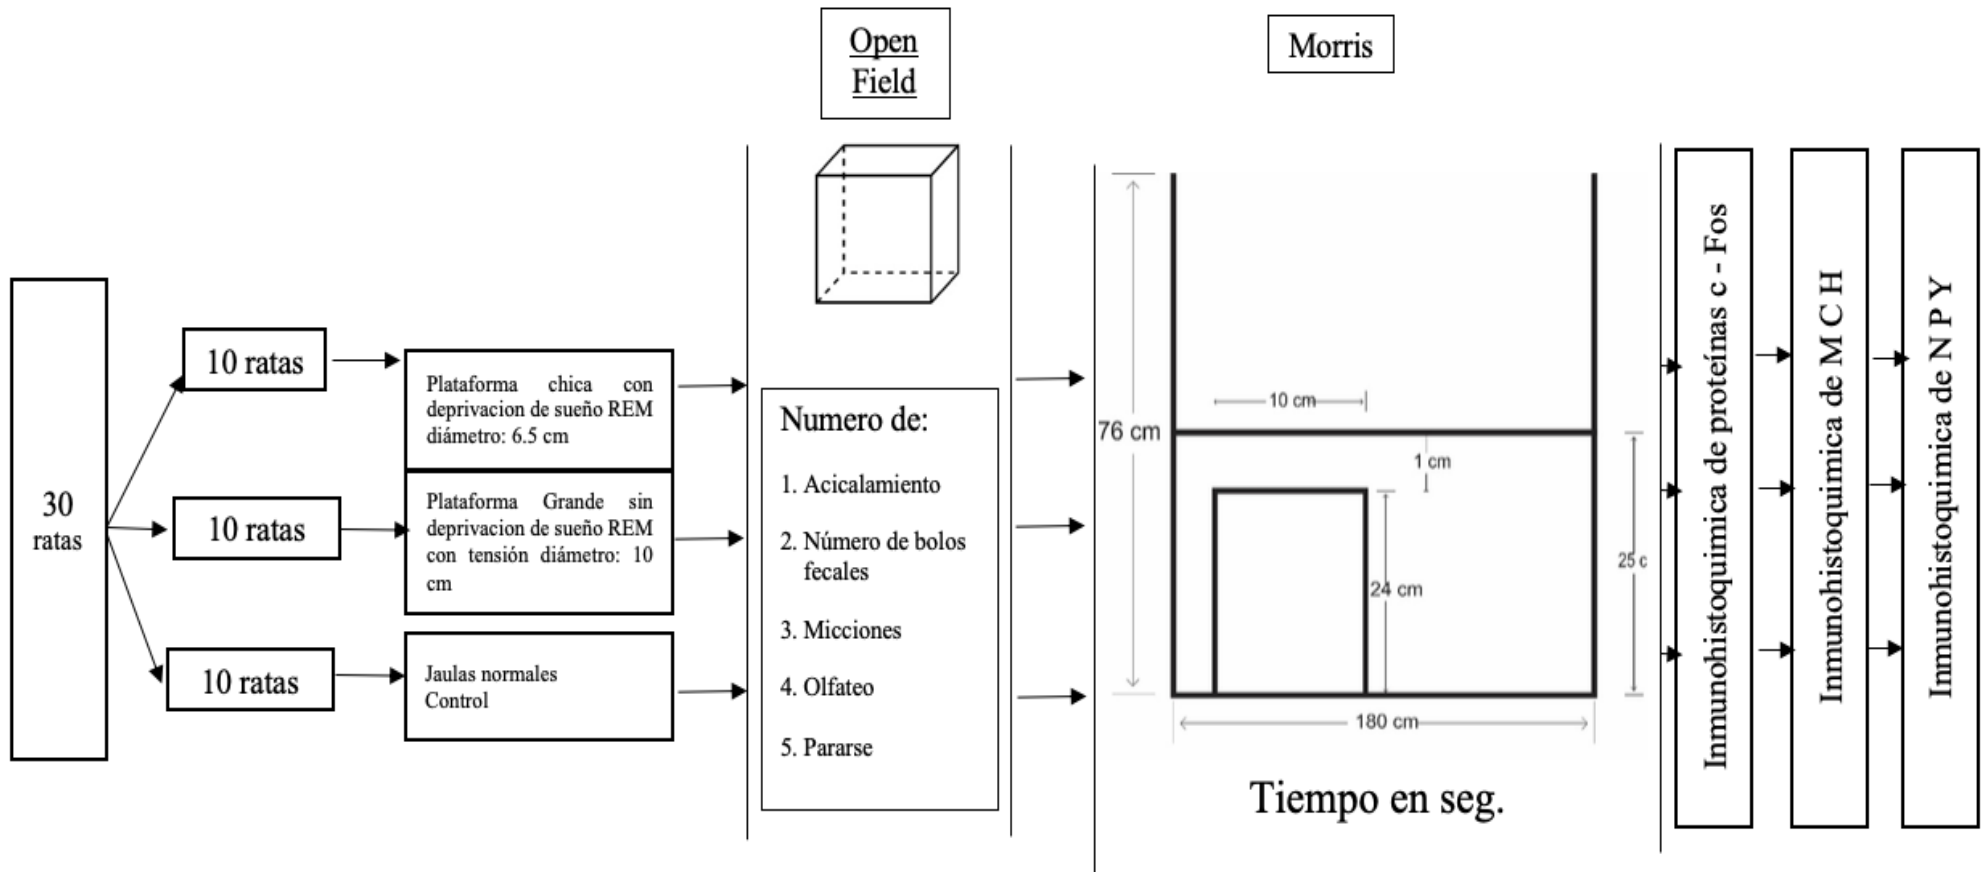 Open
Field
Morris
30
ratas
10 ratas
10 ratas
10 ratas
Plataforma chica con
deprivacion de sueño REM
diámetro: 6.5 cm
Plataforma Grande sin
deprivacion de sueño REM
con tensión diámetro: 10
cm
Jaulas normales
Control
Numero de:
1. Acicalamiento
2. Número de bolos
fecales
3. Micciones
4. Olfateo
5. Pararse
76 cm
10 cm
1 cm
24 cm
25 c
180 cm
Tiempo en seg.
Inmunohistoquimica de proteínas c - Fos
Inmunohistoquimica de M C H
Inmunohistoquimica de N P Y